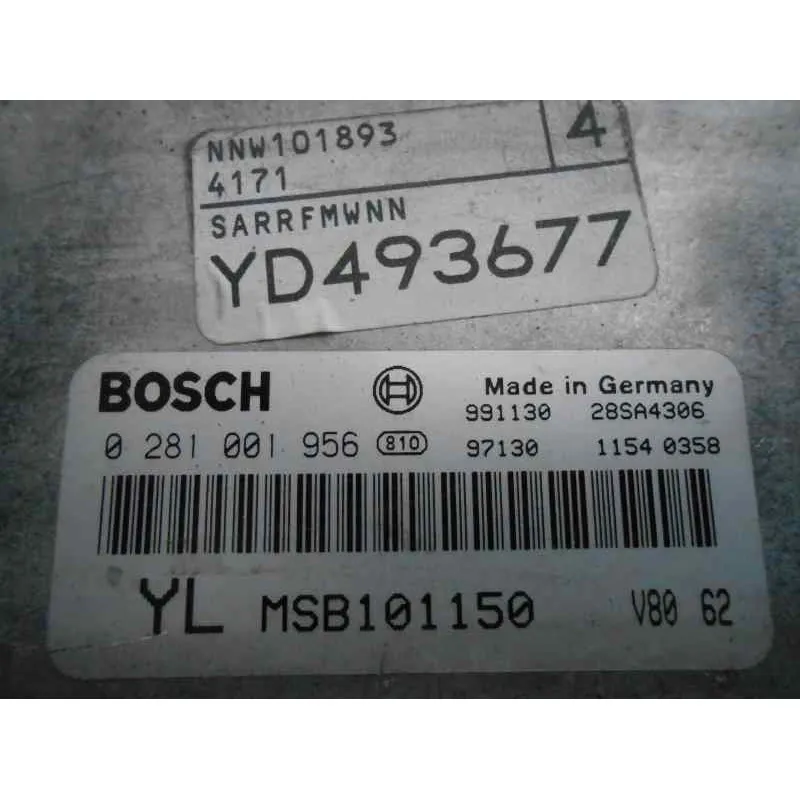 NNW101893 4
4171
SARRFMWNN
YD493677
BOSCH Made in Germany
991130 28SA4306
0 281 001 956 810 97130 1154 0358
YL MSB101150 V80 62